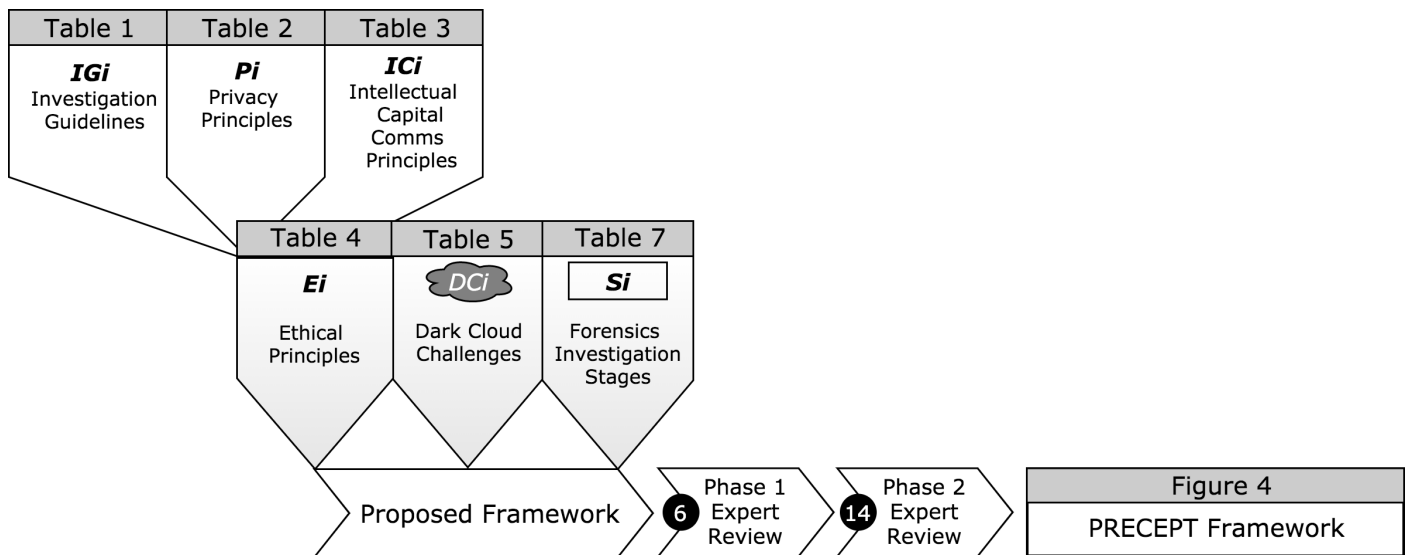 Table 1
Table 2
Table 3
IGi
Investigation
Guidelines
Pi
Privacy
Principles
ICi
Intellectual
Capital
Comms
Principles
Table 4
Table 5
Table 7
Ei
Ethical
Principles
DCi
Dark Cloud
Challenges
Si
Forensics
Investigation
Stages
Proposed Framework
6
Phase 1
Expert
Review
14
Phase 2
Expert
Review
Figure 4
PRECEPT Framework